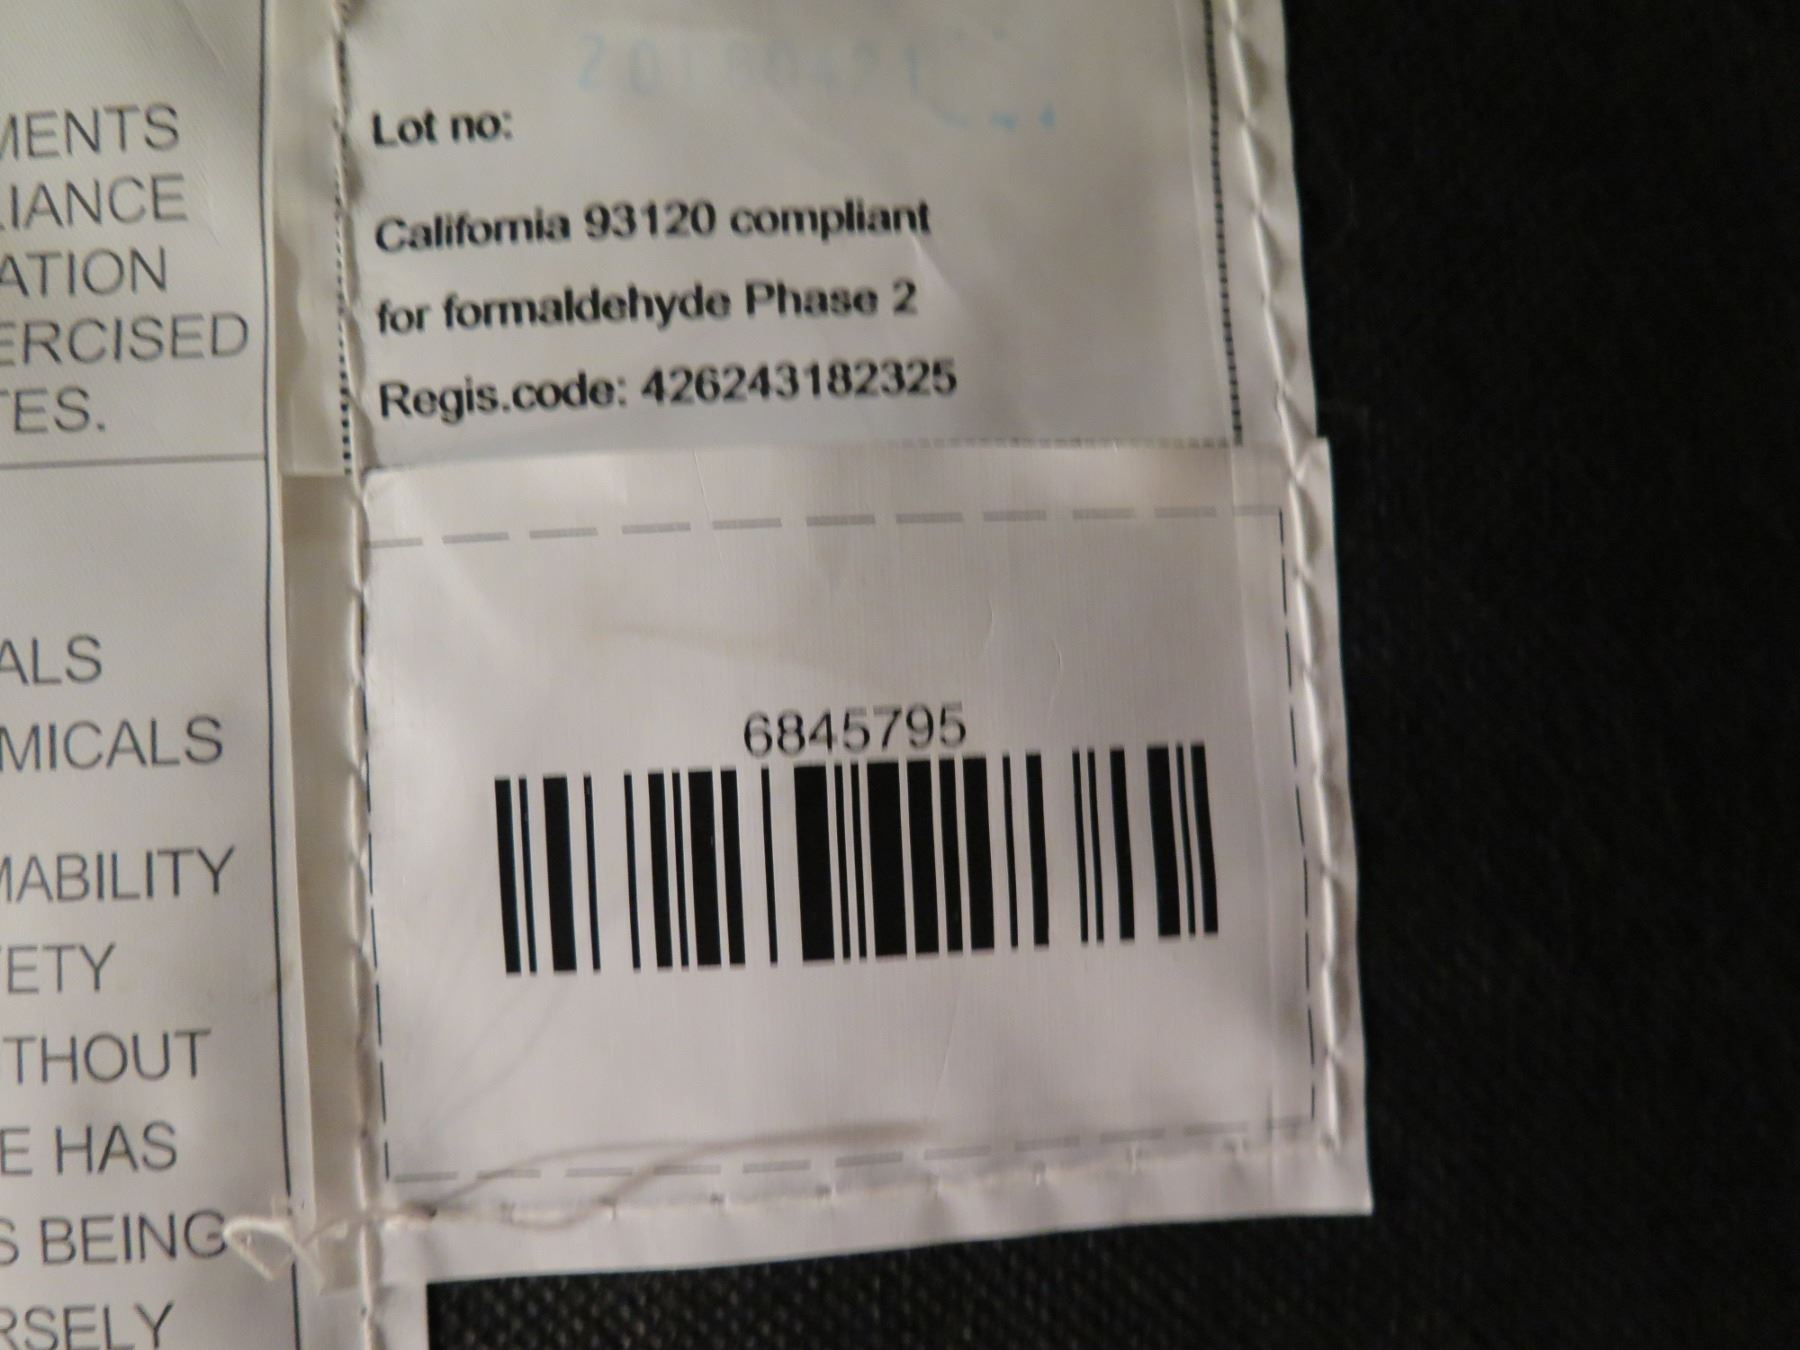 MENTS
LIANCE
ATION
ERCISED
TES.
ALS
MICALS
MABILITY
ETY
THOUT
E HAS
S BEING
RSELY
20160421
Lot no:
California 93120 compliant
for formaldehyde Phase 2
Regis.code: 426243182325
6845795